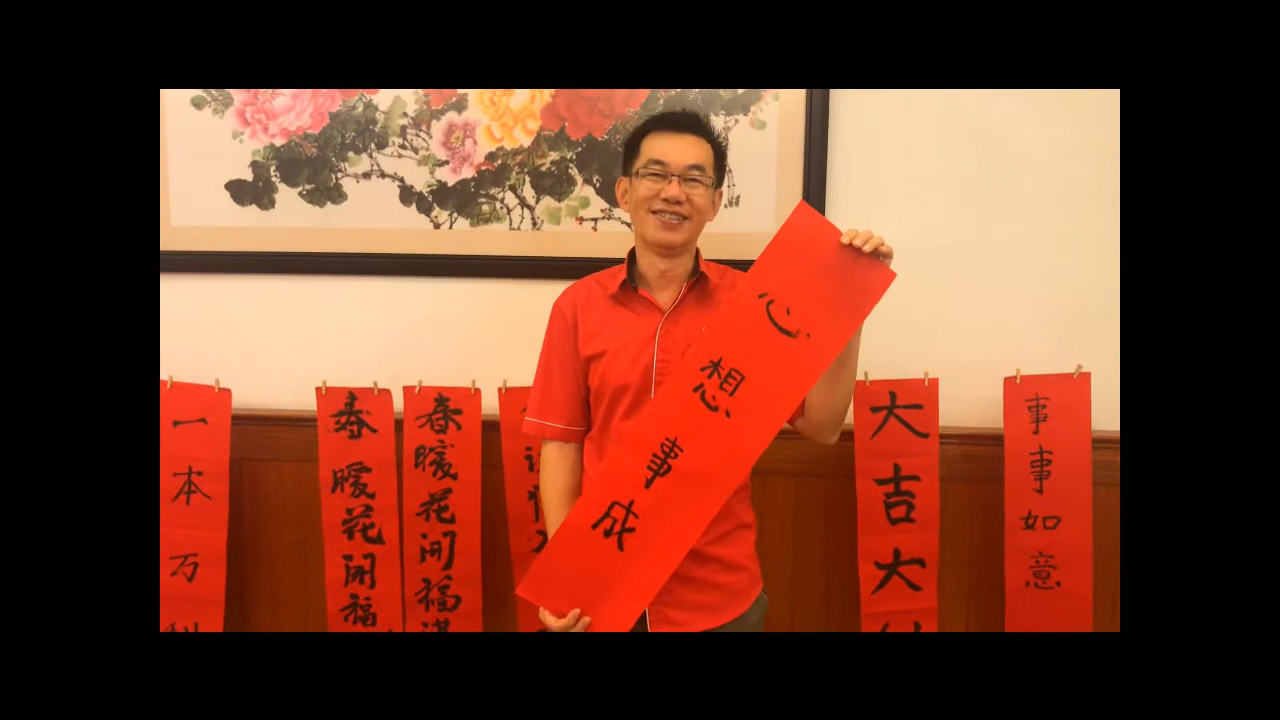 一本万
春暖花开福
春暖花开福满
心想事成
大吉大
事事如意